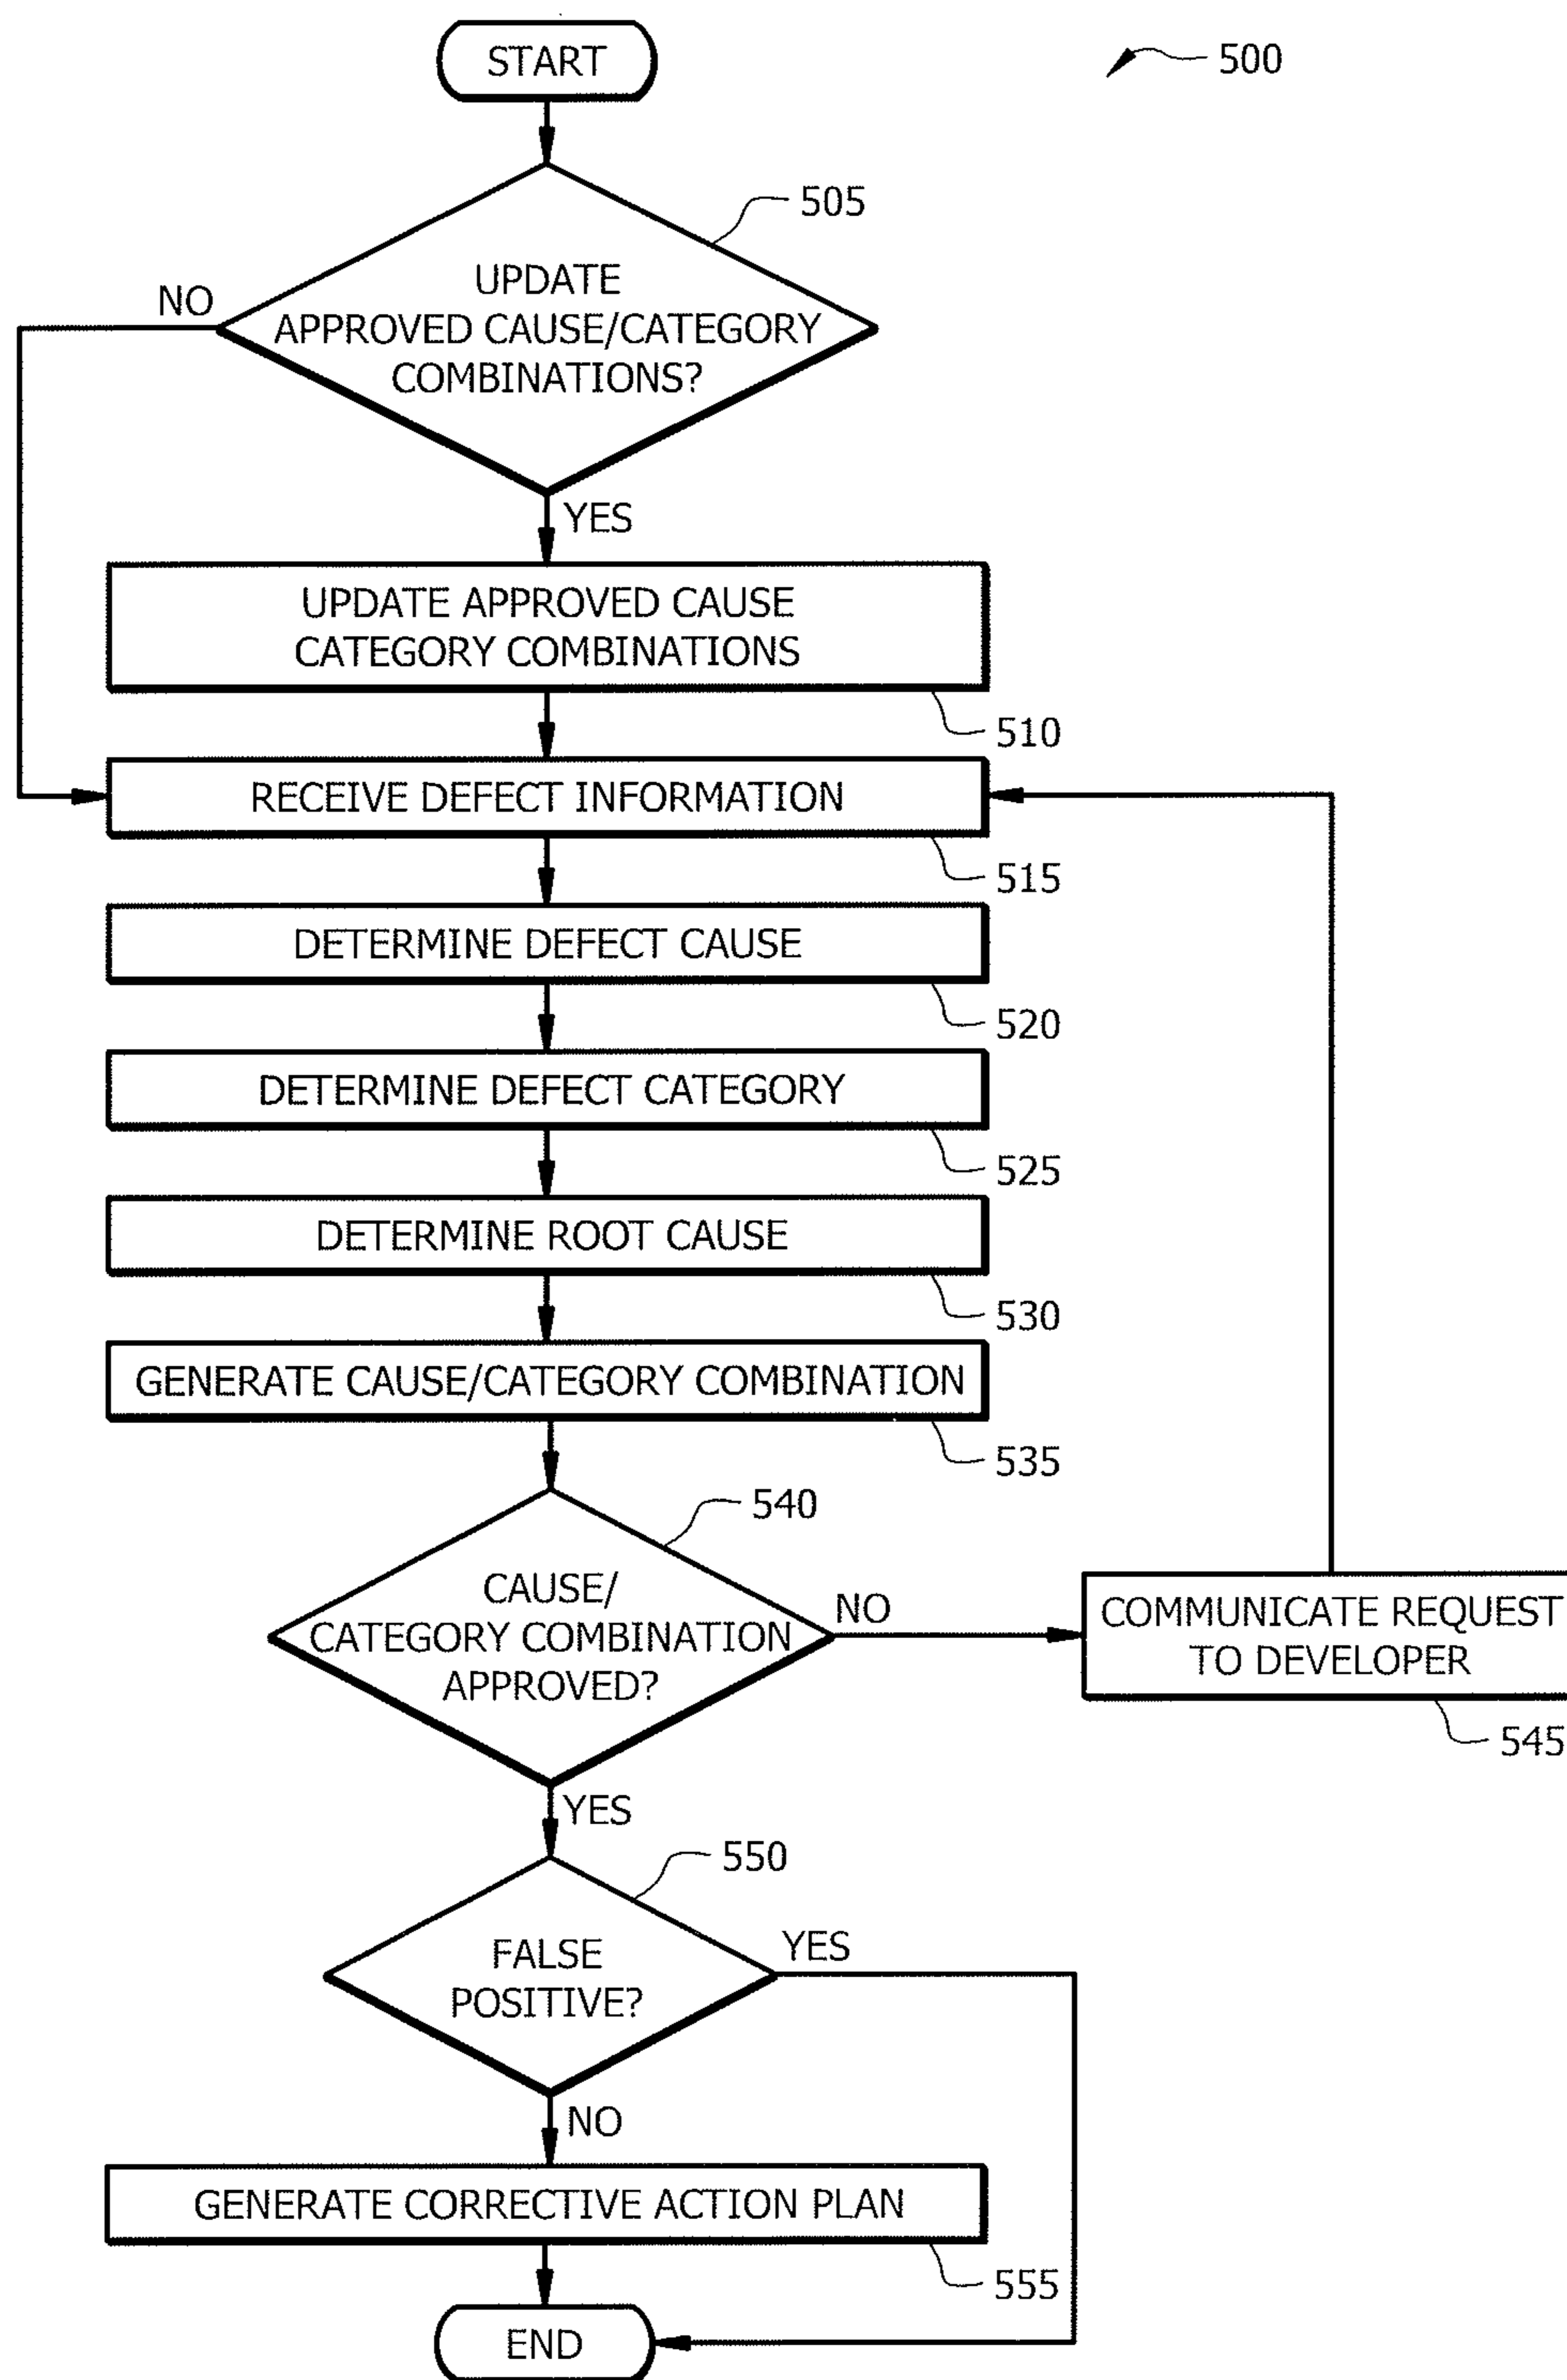 START
500
505
UPDATE
NO
APPROVED CAUSE/CATEGORY
COMBINATIONS?
YES
UPDATE APPROVED CAUSE
CATEGORY COMBINATIONS
510
RECEIVE DEFECT INFORMATION
515
DETERMINE DEFECT CAUSE
520
DETERMINE DEFECT CATEGORY
525
DETERMINE ROOT CAUSE
530
GENERATE CAUSE/CATEGORY COMBINATION
535
540
CAUSE/
CATEGORY COMBINATION
APPROVED?
NO
COMMUNICATE REQUEST
TO DEVELOPER
545
YES
550
FALSE
POSITIVE?
YES
NO
GENERATE CORRECTIVE ACTION PLAN
555
END